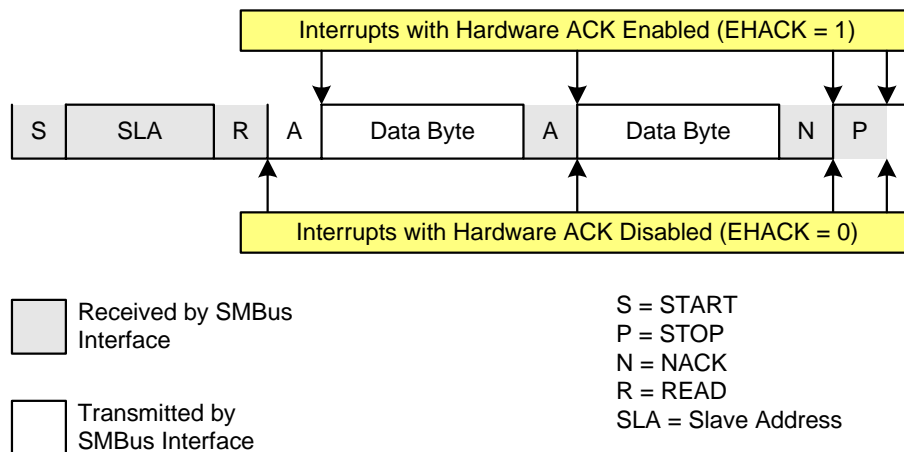 Interrupts with Hardware ACK Enabled (EHACK = 1)
S SLA R A Data Byte A Data Byte N P
Interrupts with Hardware ACK Disabled (EHACK = 0)
Received by SMBus
Interface
Transmitted by
SMBus Interface
S = START
P = STOP
N = NACK
R = READ
SLA = Slave Address